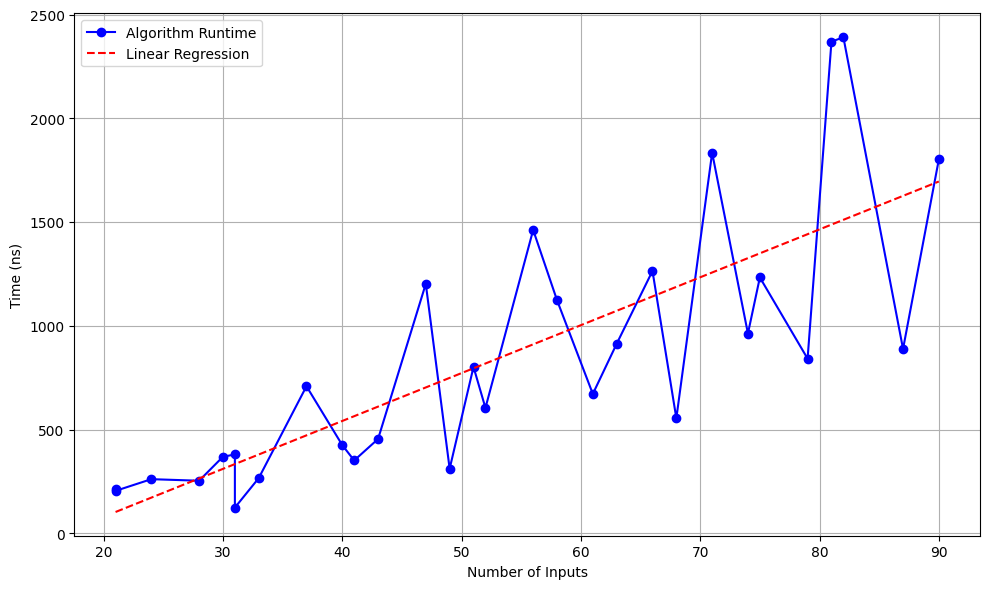 Algorithm Runtime
Linear Regression
2500
2000
1500
1000
500
0
Time (ns)
20 30 40 50 60 70 80 90
Number of Inputs